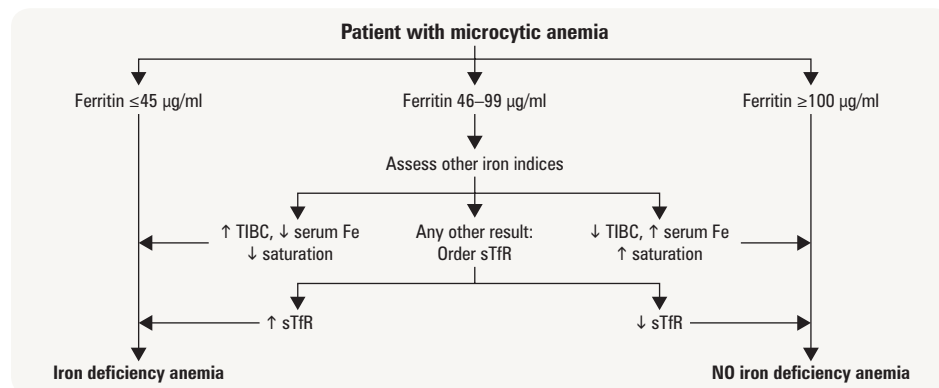 Patient with microcytic anemia
Ferritin ≤45 µg/ml
Ferritin 46–99 µg/ml
Ferritin ≥100 µg/ml
Assess other iron indices
↑ TIBC, ↓ serum Fe
↓ saturation
Any other result:
Order sTfR
↓ TIBC, ↑ serum Fe
↑ saturation
↑ sTfR
↓ sTfR
Iron deficiency anemia
NO iron deficiency anemia